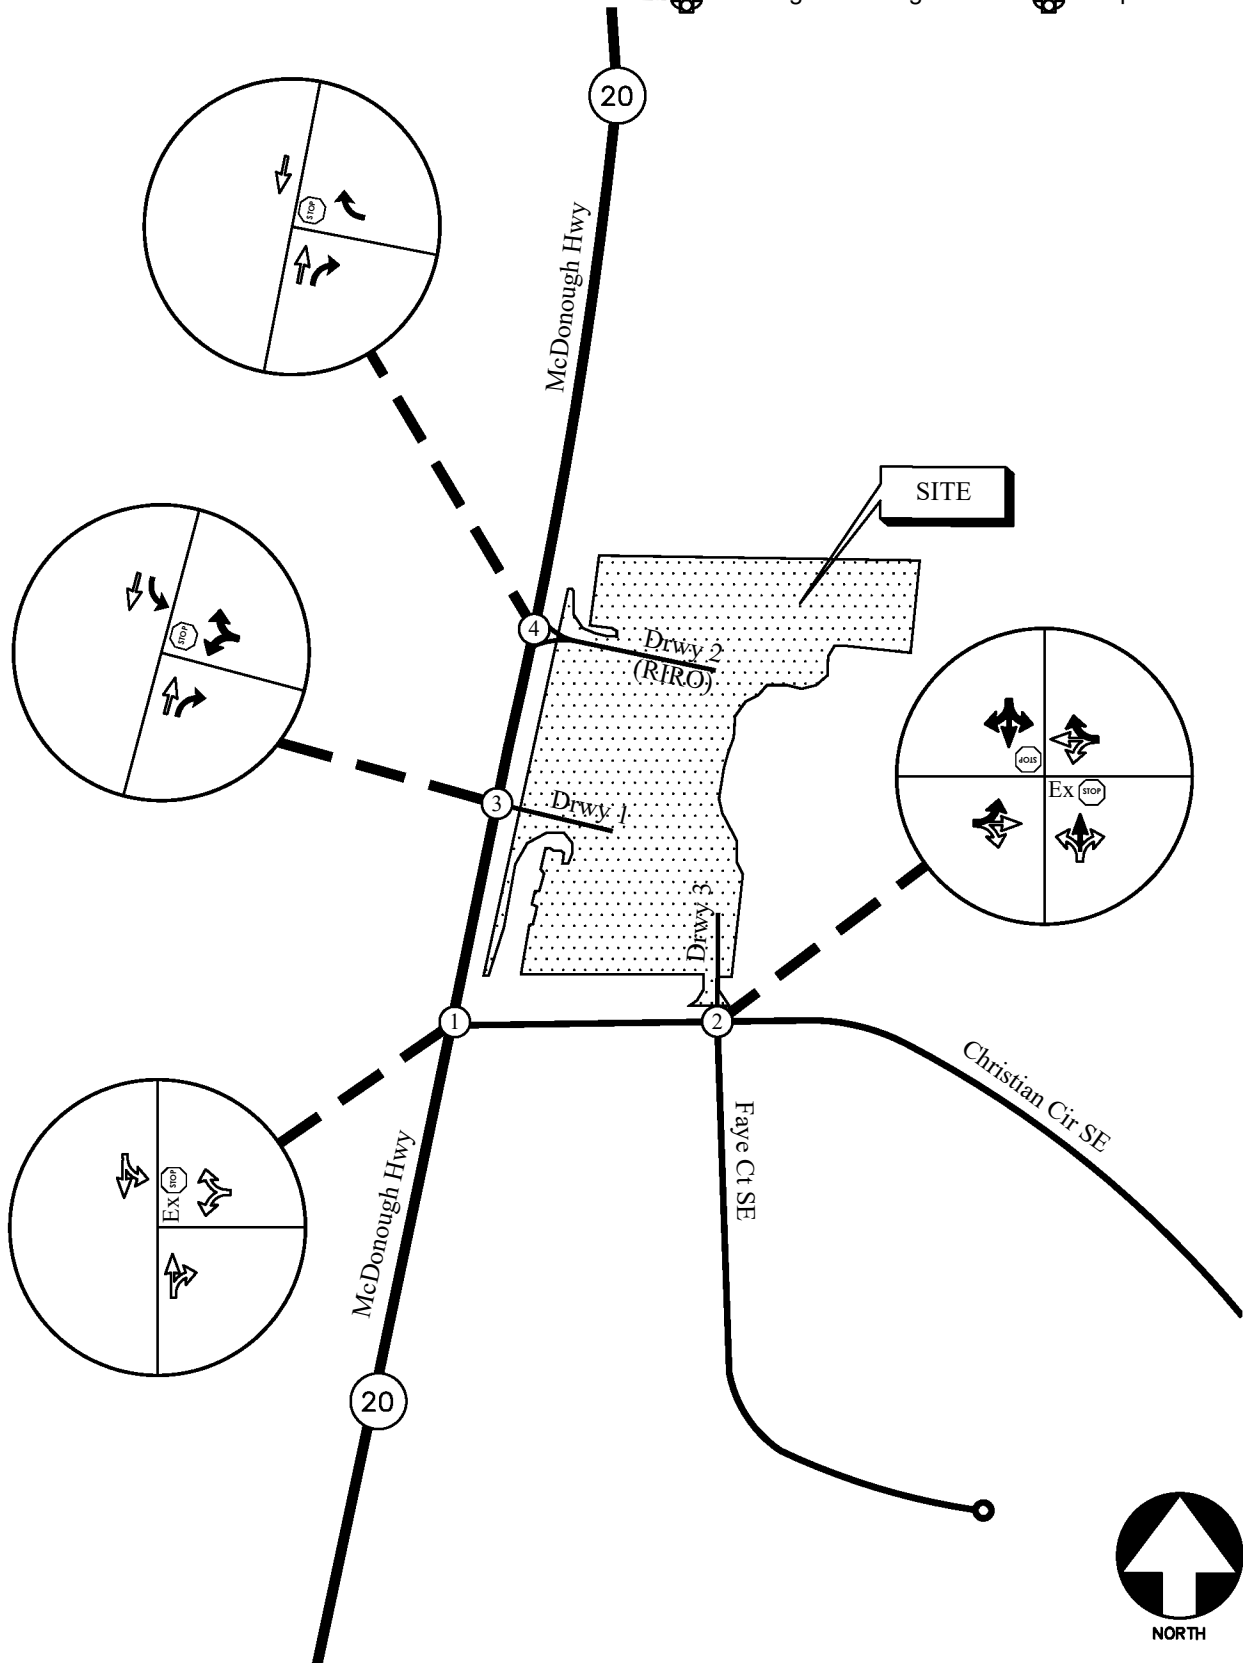 20
McDonough Hwy
STOP
SITE
4
Drwy 2
(RIRO)
STOP
3
Drwy 1
STOP
Ex STOP
Drwy 3
1
2
Christian Cir SE
Faye Ct SE
McDonough Hwy
Ex STOP
20
NORTH